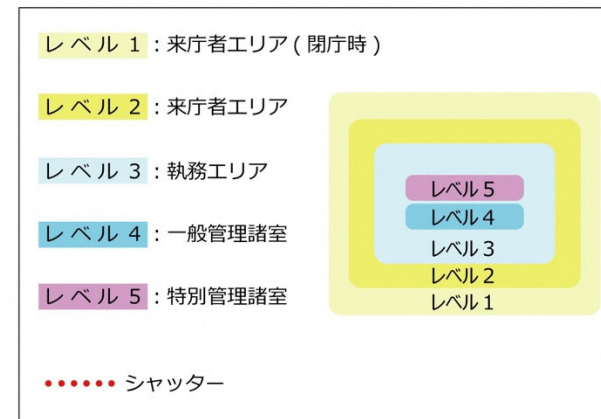 レベル 1：来庁者エリア ( 閉庁時 )
レベル 2：来庁者エリア
レベル 3：執務エリア
レベル 4：一般管理諸室
レベル 5：特別管理諸室
シャッター
レベル 5
レベル 4
レベル 3
レベル 2
レベル 1